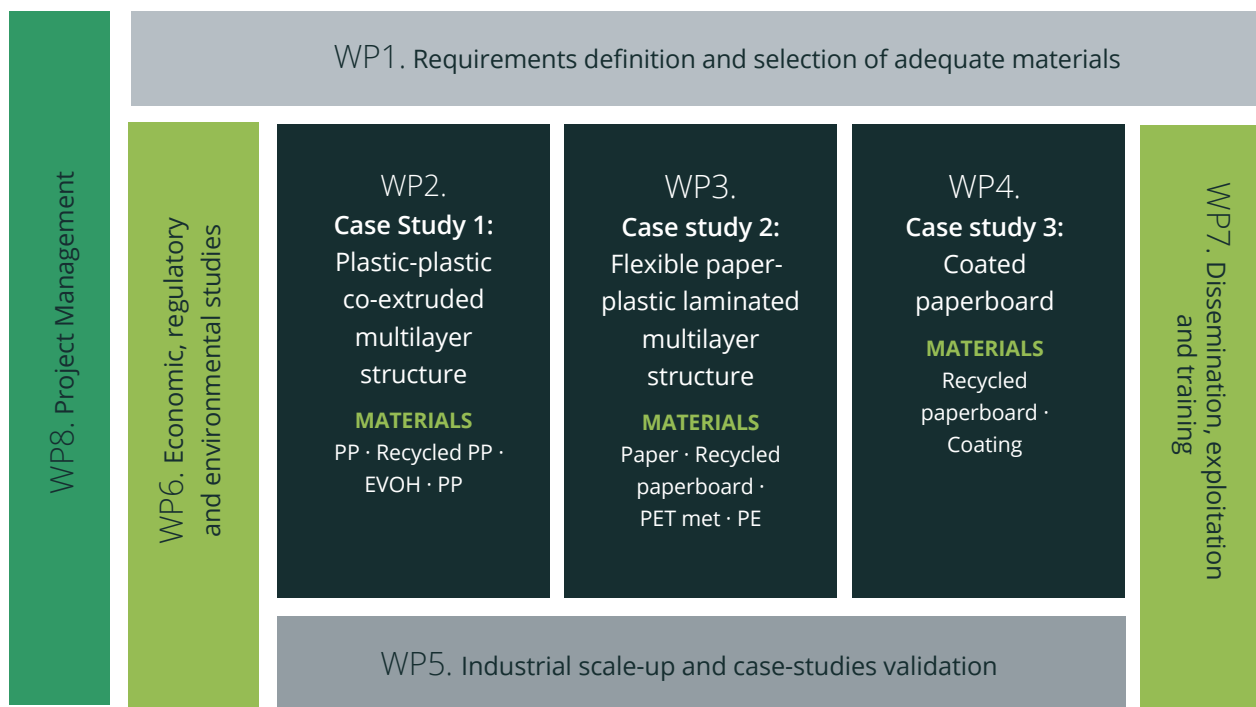 WP8. Project Management
WP1. Requirements definition and selection of adequate materials
WP6. Economic, regulatory
and environmental studies
WP2.
Case Study 1:
Plastic-plastic
co-extruded
multilayer
structure
MATERIALS
PP · Recycled PP ·
EVOH · PP
WP3.
Case study 2:
Flexible paper-
plastic laminated
multilayer
structure
MATERIALS
Paper · Recycled
paperboard ·
PET met · PE
WP4.
Case study 3:
Coated
paperboard
MATERIALS
Recycled
paperboard ·
Coating
WP7. Dissemination, exploitation
and training
WP5. Industrial scale-up and case-studies validation